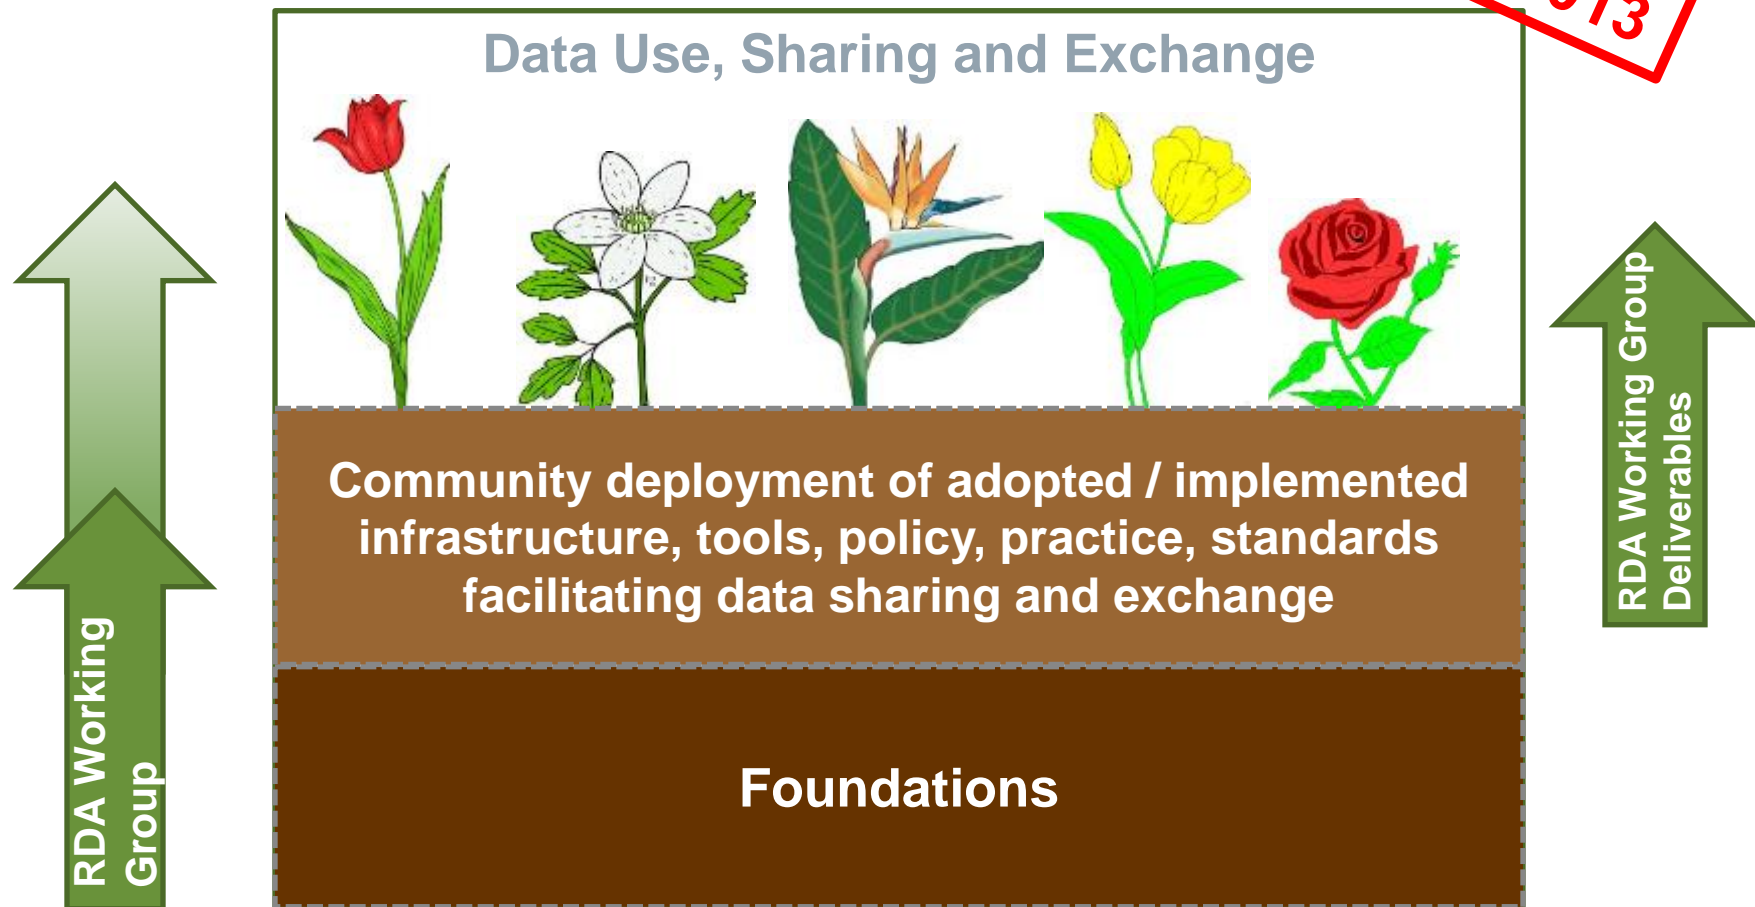 Data Use, Sharing and Exchange
Community deployment of adopted / implemented
infrastructure, tools, policy, practice, standards
facilitating data sharing and exchange
Foundations
RDA Working
Group
RDA Working Group
Deliverables